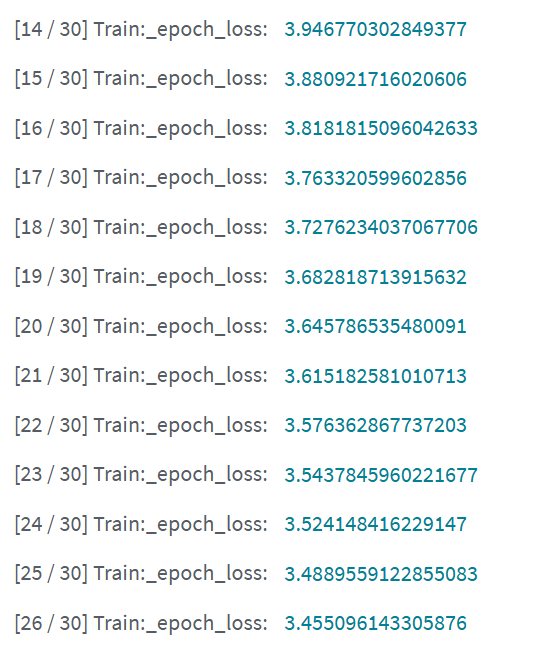 [14 / 30] Train:_epoch_loss: 3.946770302849377
[15 / 30] Train:_epoch_loss: 3.880921716020606
[16 / 30] Train:_epoch_loss: 3.8181815096042633
[17 / 30] Train:_epoch_loss: 3.763320599602856
[18 / 30] Train:_epoch_loss: 3.7276234037067706
[19 / 30] Train:_epoch_loss: 3.682818713915632
[20 / 30] Train:_epoch_loss: 3.645786535480091
[21 / 30] Train:_epoch_loss: 3.615182581010713
[22 / 30] Train:_epoch_loss: 3.576362867737203
[23 / 30] Train:_epoch_loss: 3.5437845960221677
[24 / 30] Train:_epoch_loss: 3.524148416229147
[25 / 30] Train:_epoch_loss: 3.4889559122855083
[26 / 30] Train:_epoch_loss: 3.455096143305876